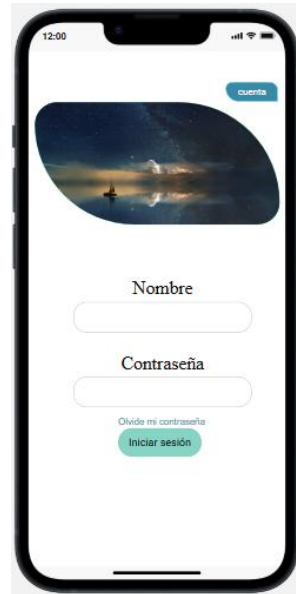 12:00
cuenta
Nombre
Contraseña
Olvide mi contraseña
Iniciar sesión